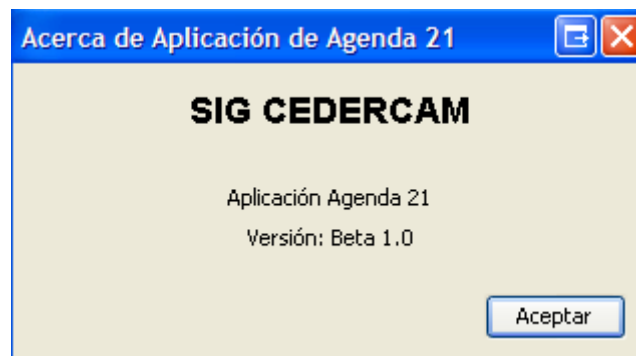 Acerca de Aplicación de Agenda 21
SIG CEDERCAM
Aplicación Agenda 21
Versión: Beta 1.0
Aceptar